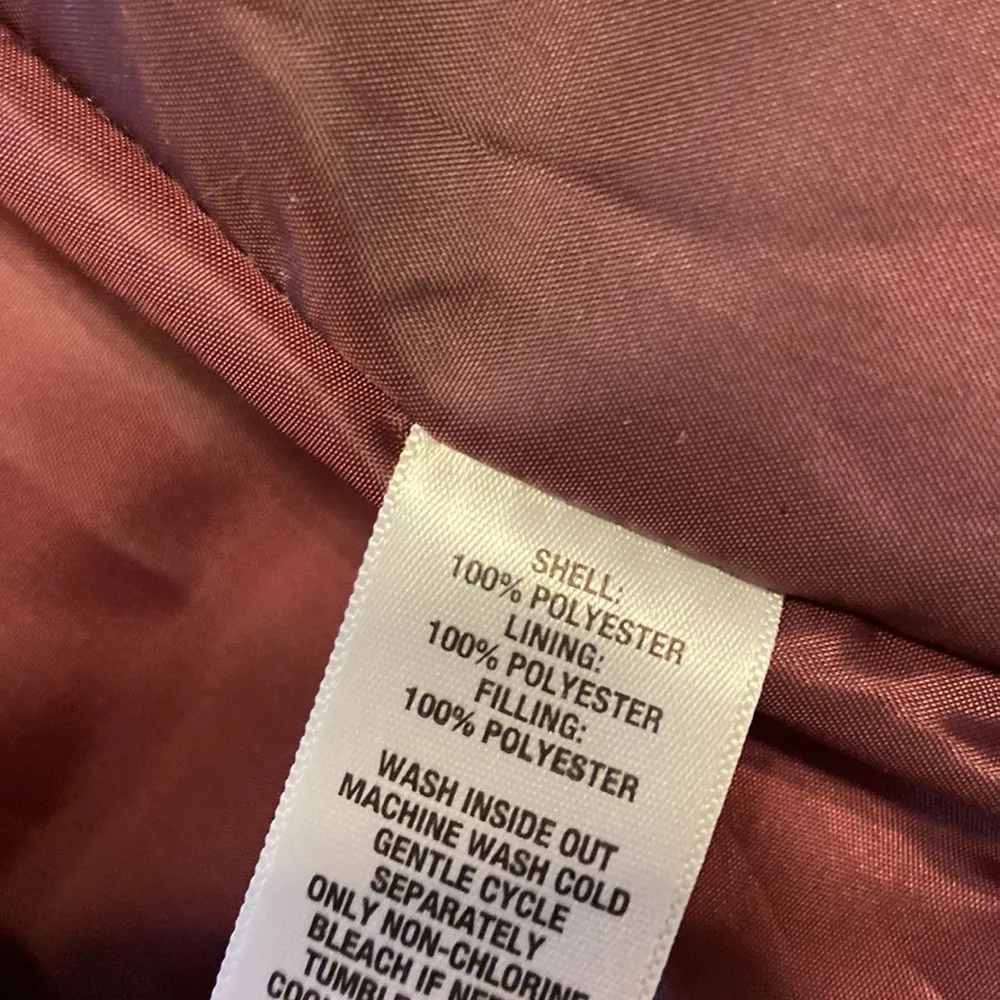 SHELL:
100% POLYESTER
LINING:
100% POLYESTER
FILLING:
100% POLYESTER
WASH INSIDE OUT
MACHINE WASH COLD
GENTLE CYCLE
SEPARATELY
ONLY NON-CHLORINE
BLEACH IF